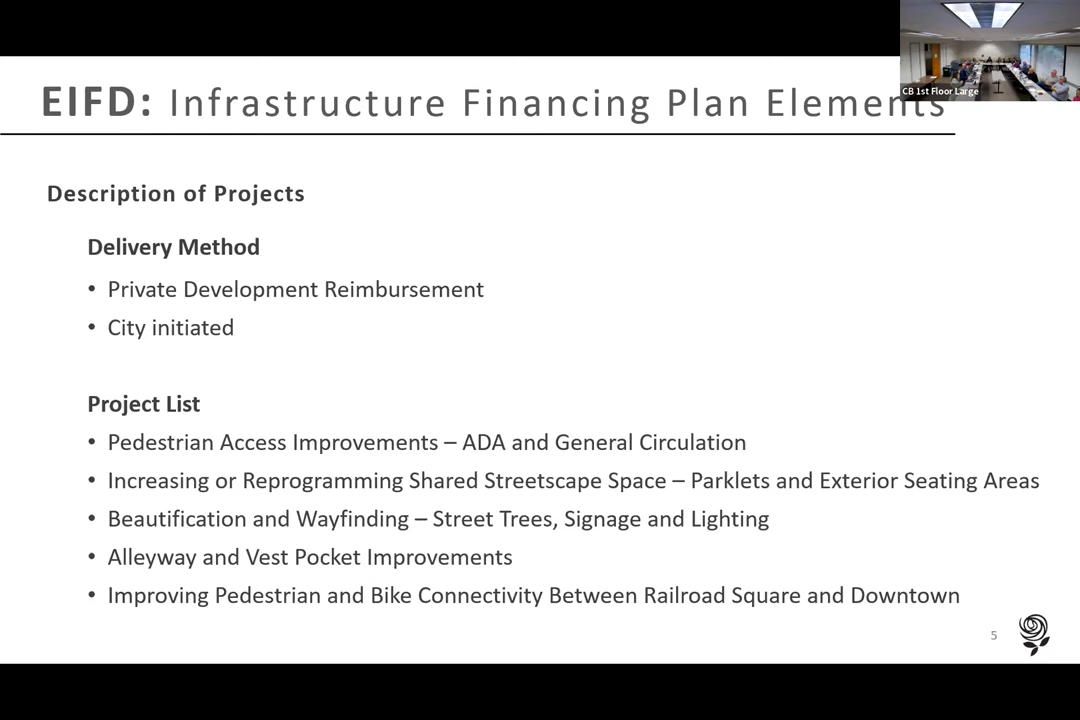 CB 1st Floor Large
EIFD: Infrastructure Financing Plan Elements
Description of Projects
Delivery Method
• Private Development Reimbursement
• City initiated
Project List
• Pedestrian Access Improvements – ADA and General Circulation
• Increasing or Reprogramming Shared Streetscape Space – Parklets and Exterior Seating Areas
• Beautification and Wayfinding – Street Trees, Signage and Lighting
• Alleyway and Vest Pocket Improvements
• Improving Pedestrian and Bike Connectivity Between Railroad Square and Downtown
5